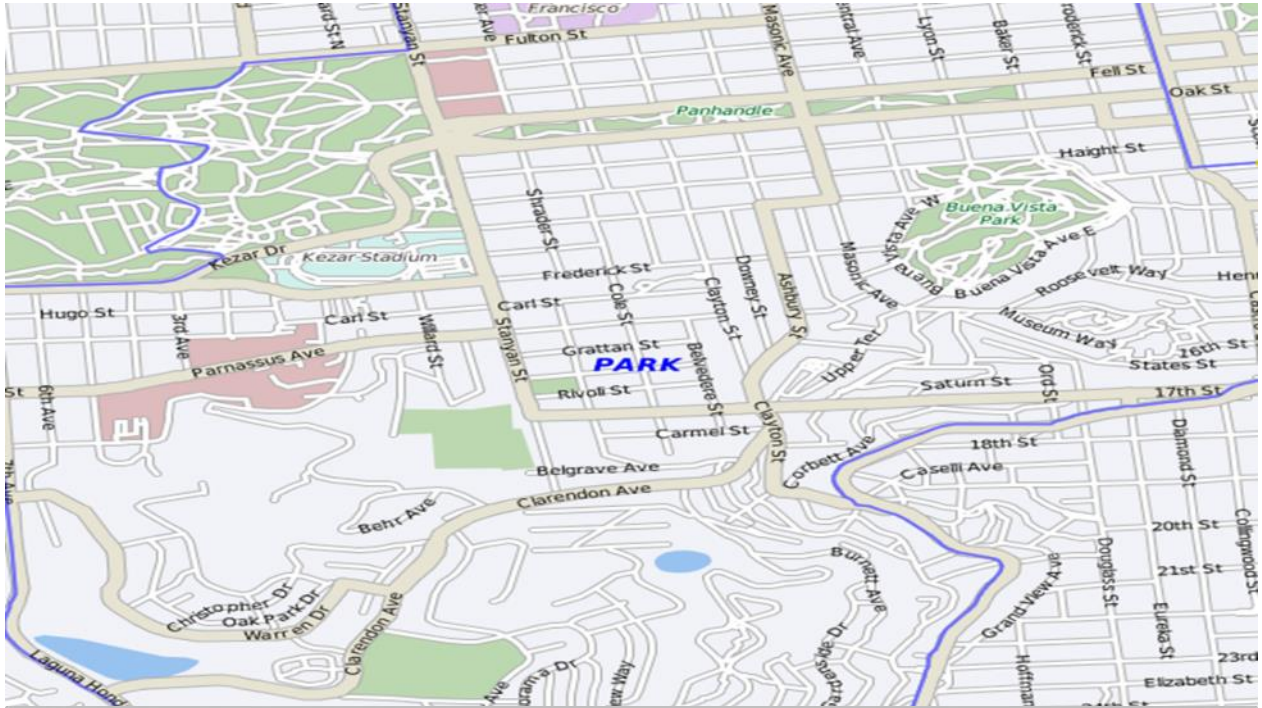 Francisco
Stanyan St
Fulton St
Masonic Ave
Lyon St
Baker St
Fell St
Oak St
Panhandle
Haight St
Buena Vista
Park
Buena Vista Ave W
Buena Vista Ave E
Kezar Dr
Kezar Stadium
Shrader St
Frederick St
Downey St
Ashbury St
Masonic Ave
Roosevelt Way
Hugo St
3rd Ave
Carl St
Willard St
Carl St
Cole St
Clayton St
Stanyan St
Museum Way
16th St
States St
Parnassus Ave
Grattan St
PARK
Belvedere St
Upper Ter
Saturn St
Ord St
17th St
6th Ave
Rivoli St
Carmel St
Clayton St
Corbett Ave
18th St
Diamond St
Caselli Ave
Belgrave Ave
Clarendon Ave
7th Ave
Behr Ave
20th St
Collingwood St
Burnett Ave
Douglass St
21st St
Grand View Ave
Eureka St
Christopher Dr
Oak Park Dr
Warren Dr
Clarendon Ave
Laguna Hond
23rd
Elizabeth St
Hoffman